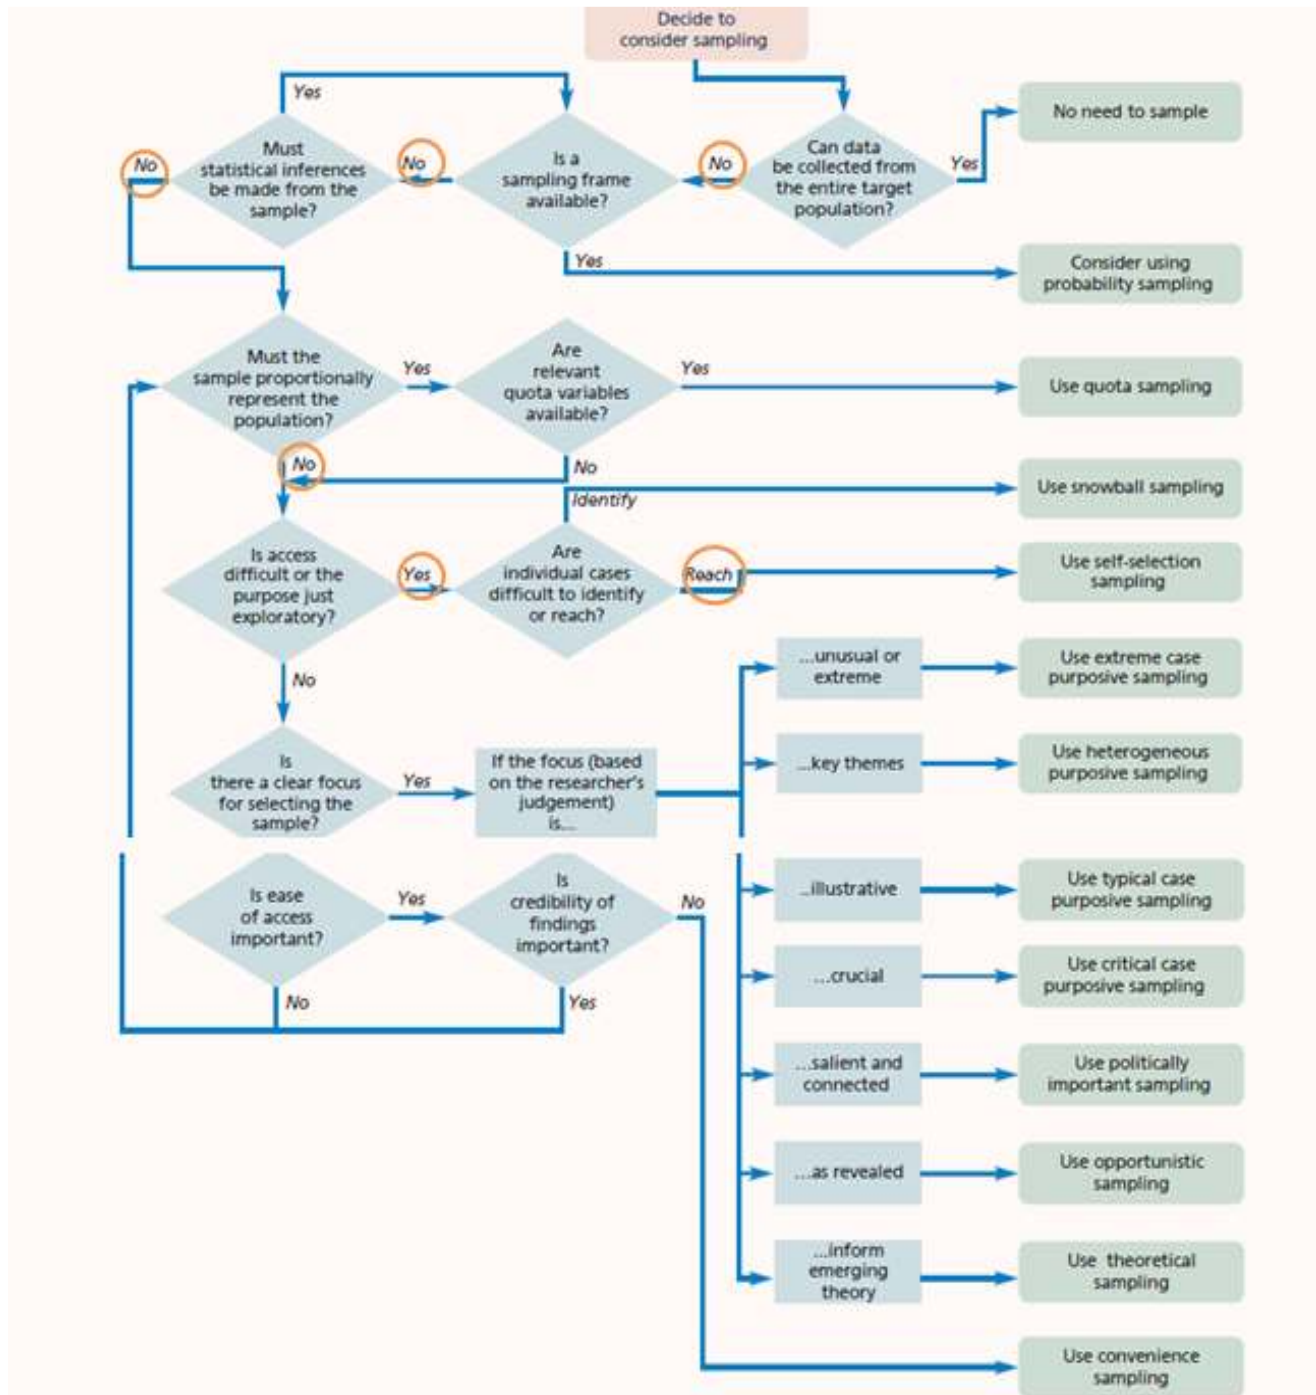 Decide to
consider sampling
Yes
No need to sample
Must
statistical inferences
be made from the
sample?
No
No
Is a
sampling frame
available?
No
Can data
be collected from
the entire target
population?
Yes
Yes
Consider using
probability sampling
Must the
sample proportionally
represent the
population?
Yes
Are
relevant
quota variables
available?
Yes
Use quota sampling
No
No
Identify
Use snowball sampling
Is access
difficult or the
purpose just
exploratory?
Yes
Are
individual cases
difficult to identify
or reach?
Reach
Use self-selection
sampling
No
...unusual or
extreme
Use extreme case
purposive sampling
Is
there a clear focus
for selecting the
sample?
Yes
If the focus (based
on the researcher's
judgement)
is...
...key themes
Use heterogeneous
purposive sampling
Is ease
of access
important?
Yes
Is
credibility of
findings
important?
No
...illustrative
Use typical case
purposive sampling
No
Yes
...crucial
Use critical case
purposive sampling
...salient and
connected
Use politically
important sampling
...as revealed
Use opportunistic
sampling
...inform
emerging
theory
Use theoretical
sampling
Use convenience
sampling